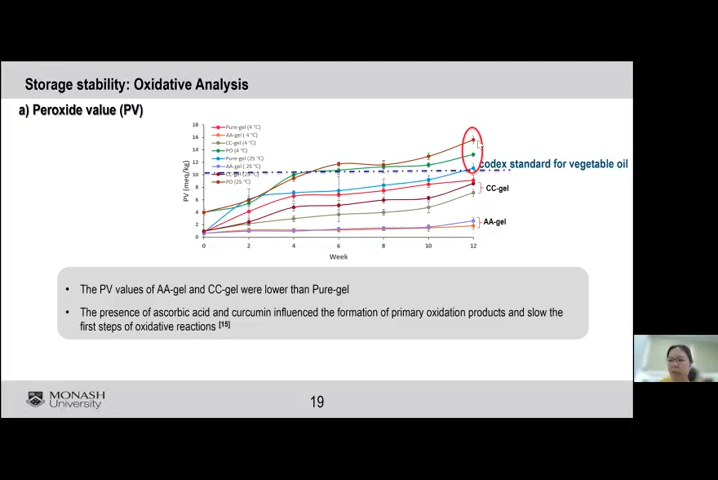 Storage stability: Oxidative Analysis
a) Peroxide value (PV)
18
16
14
12
10
8
6
4
2
0
PV (meq/kg)
Pure-gel (4 °C)
AA-gel ( 4 °C)
CC-gel (4 °C)
PO (4 °C)
Pure-gel (25 °C)
AA-gel ( 25 °C)
PO (25 °C)
codex standard for vegetable oil
CC-gel
AA-gel
0 2 4 6 8 10 12
Week
• The PV values of AA-gel and CC-gel were lower than Pure-gel
• The presence of ascorbic acid and curcumin influenced the formation of primary oxidation products and slow the
first steps of oxidative reactions [15]
MONASH
University
19